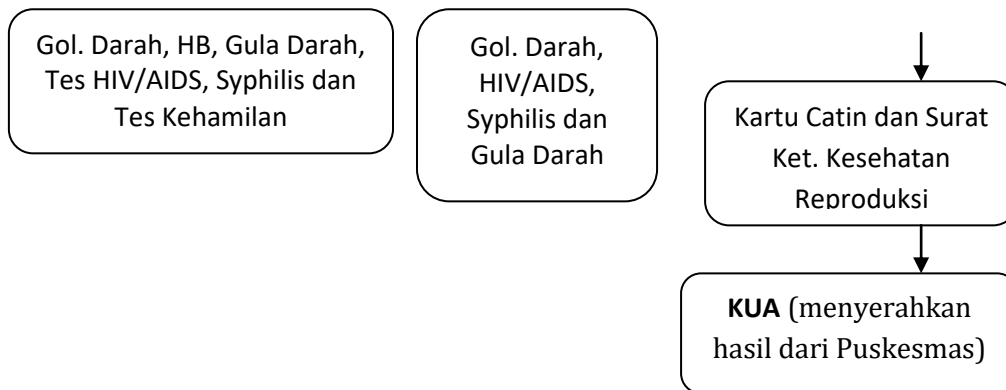 Gol. Darah, HB, Gula Darah,
Tes HIV/AIDS, Syphilis dan
Tes Kehamilan
Gol. Darah,
HIV/AIDS,
Syphilis dan
Gula Darah
Kartu Catin dan Surat
Ket. Kesehatan
Reproduksi
KUA (menyerahkan
hasil dari Puskesmas)